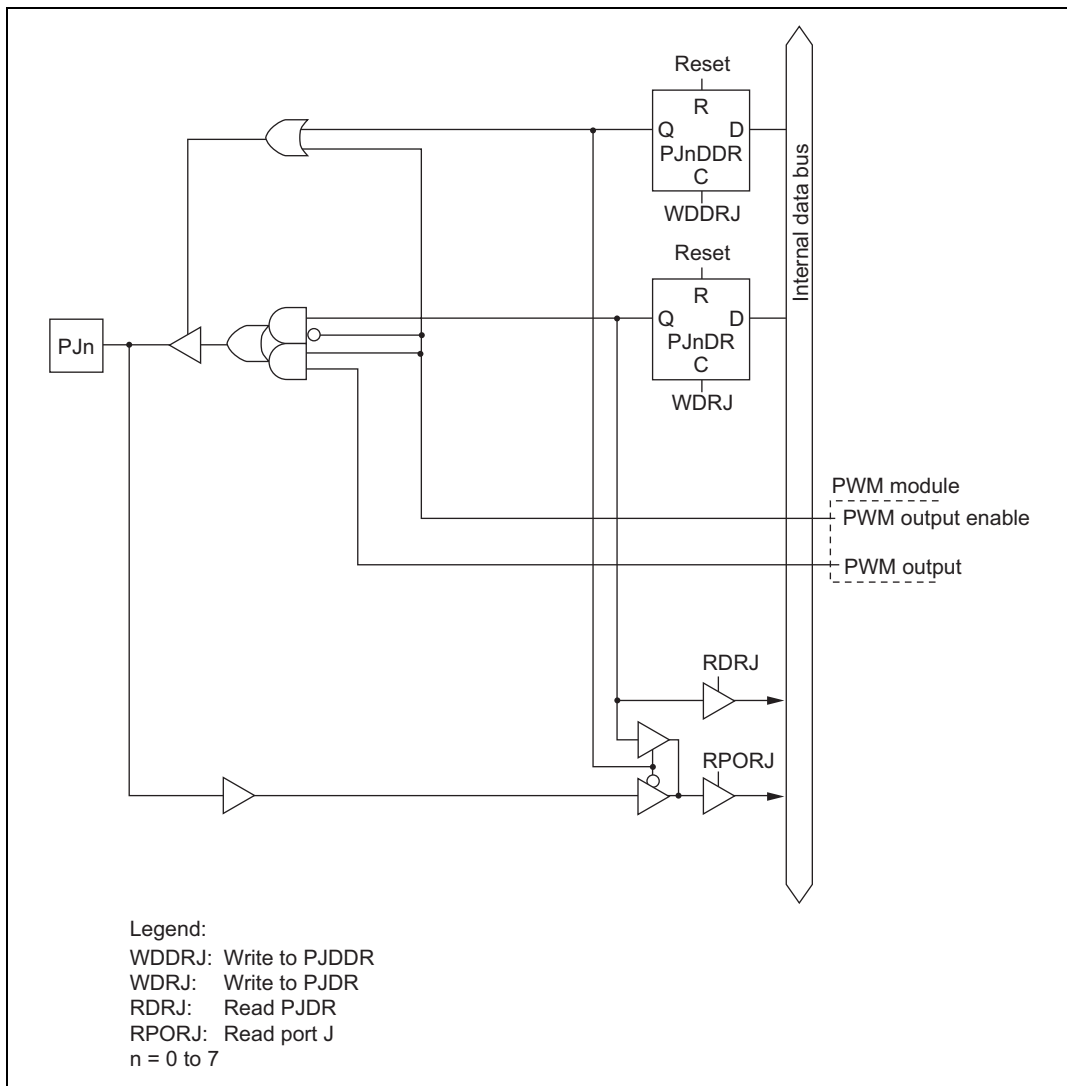 Reset
R
Q D
PJnDDR
C
WDDRJ
Internal data bus
Reset
R
Q D
PJnDR
C
WDRJ
PJn
PWM module
PWM output enable
PWM output
RDRJ
RPORJ
Legend:
WDDRJ: Write to PJDDR
WDRJ: Write to PJDR
RDRJ: Read PJDR
RPORJ: Read port J
n = 0 to 7